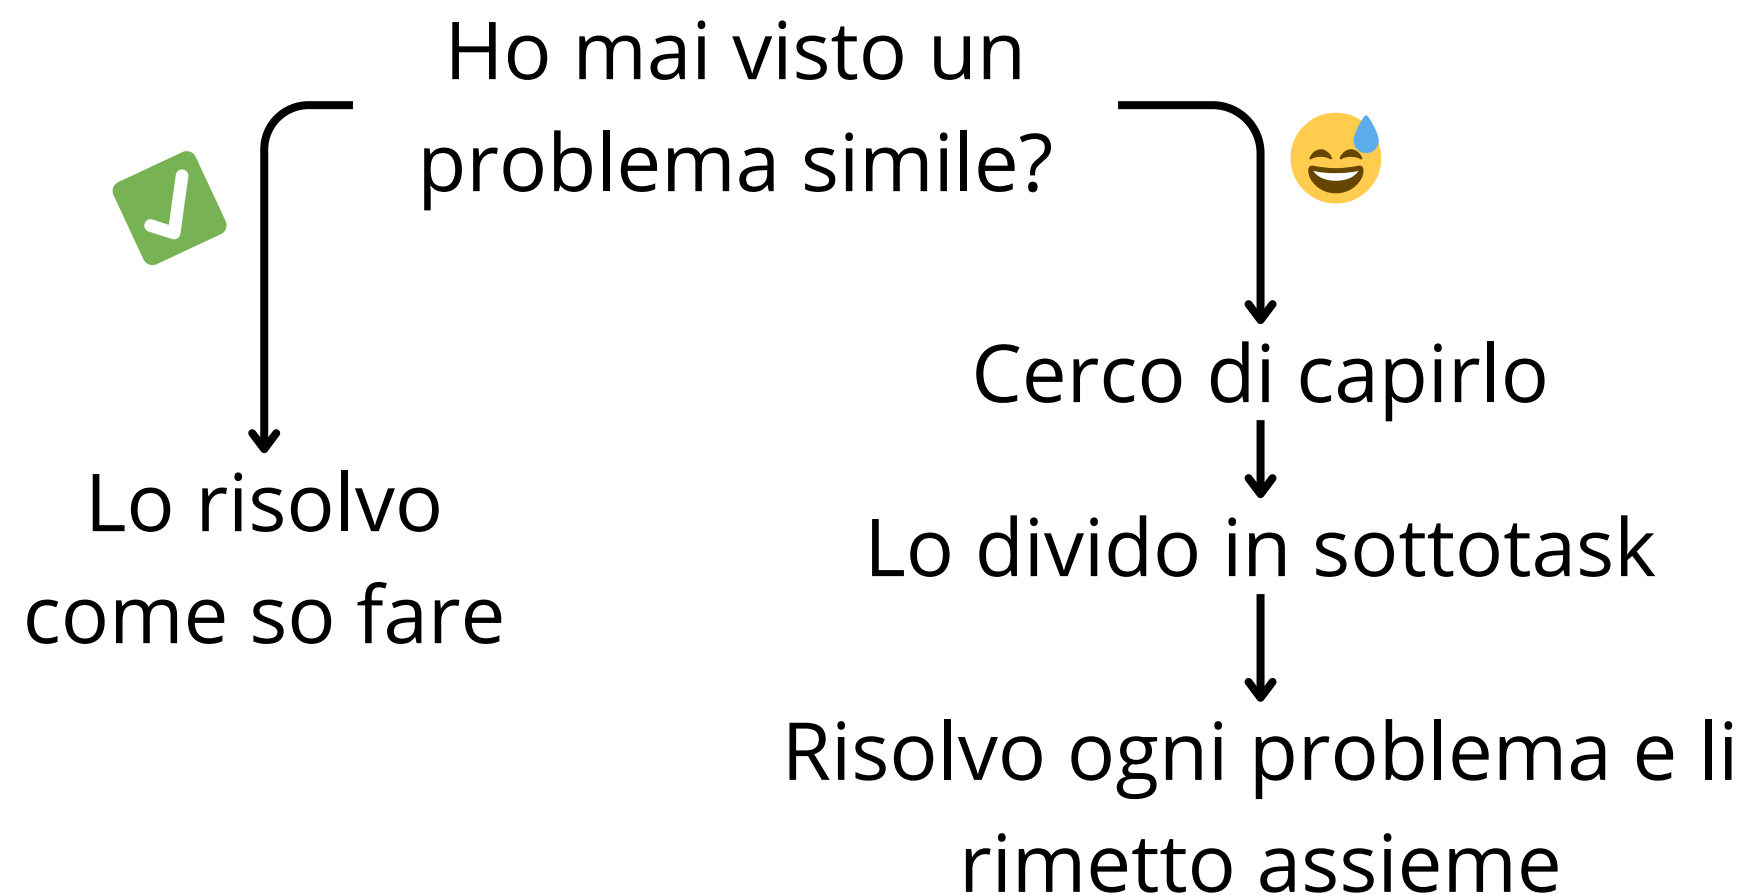 Ho mai visto un
problema simile?
Lo risolvo
come so fare
Cerco di capirlo
Lo divido in sottotask
Risolvo ogni problema e li
rimetto assieme